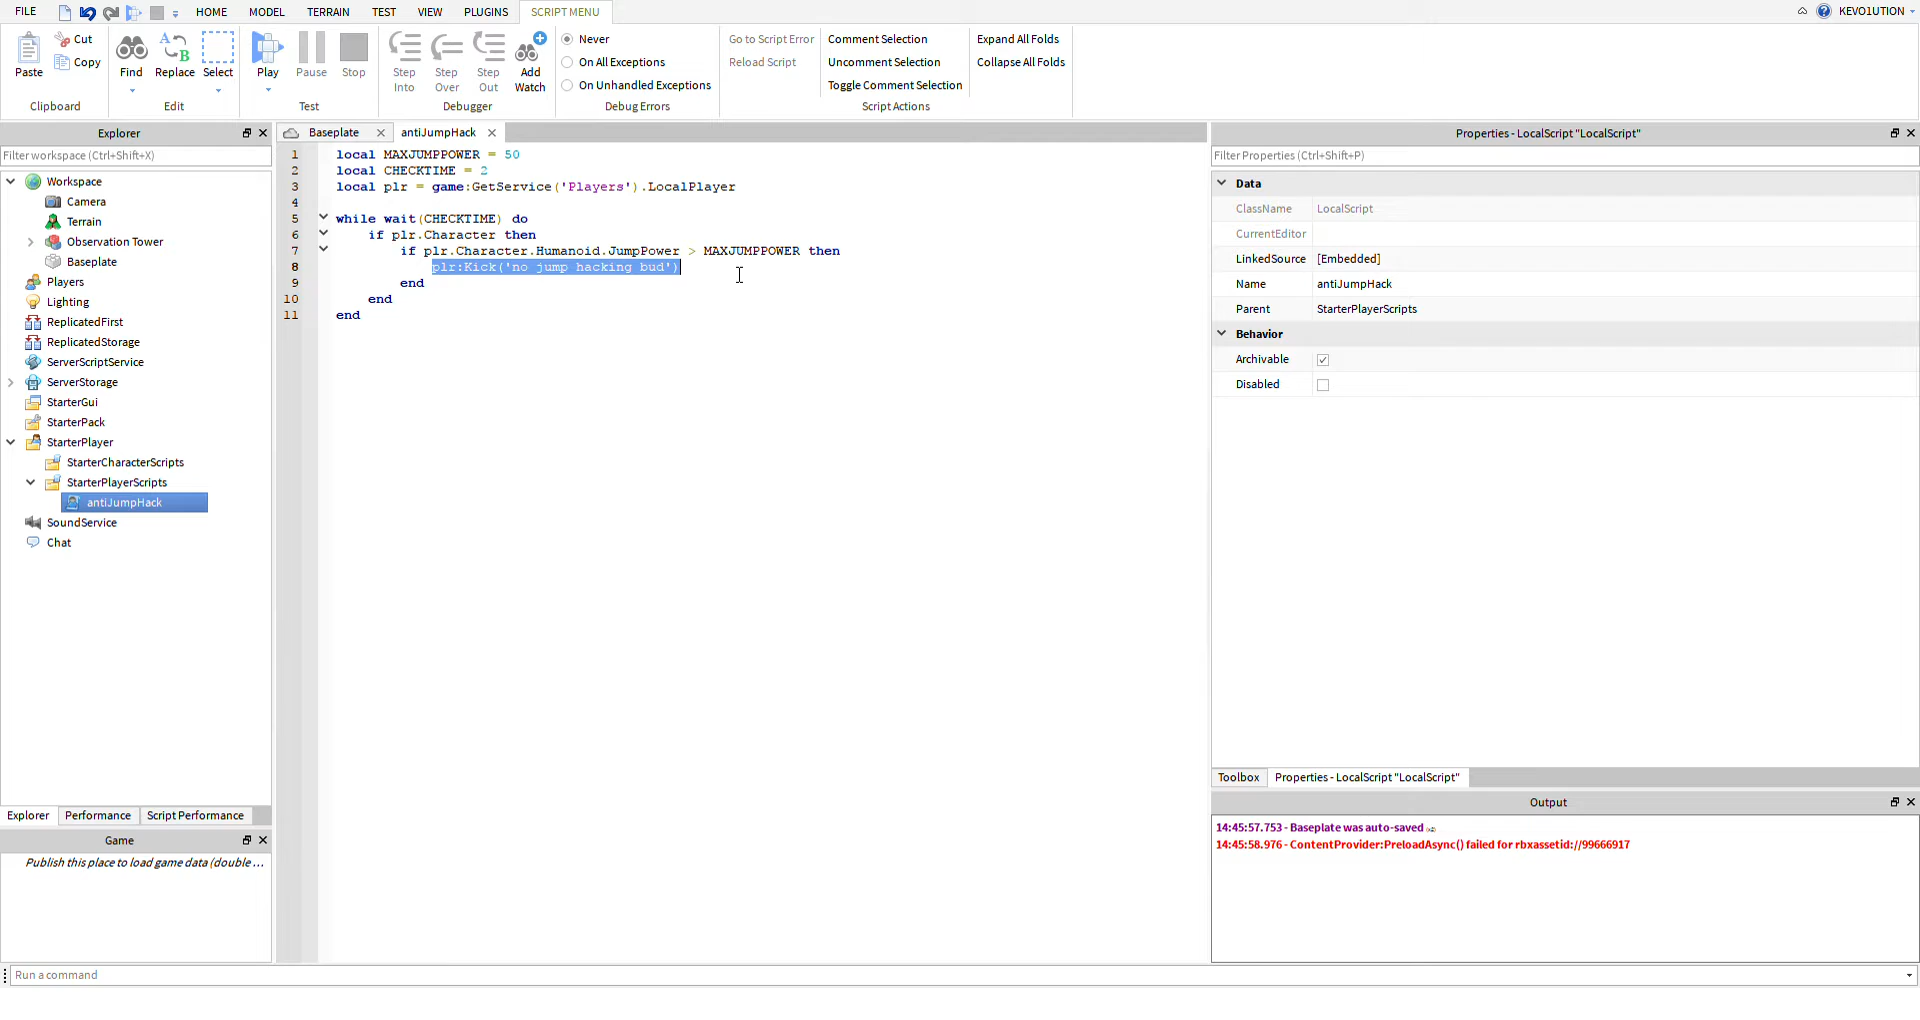 FILE HOME MODEL TERRAIN TEST VIEW PLUGINS SCRIPT MENU KEVO1UTION
Paste Cut Copy
Clipboard
Find Replace Select
Edit
Play Pause Stop
Test
Step Into Step Over Step Out Add Watch
Debugger
Never
On All Exceptions
On Unhandled Exceptions
Debug Errors
Go to Script Error
Reload Script
Comment Selection
Uncomment Selection
Toggle Comment Selection
Script Actions
Expand All Folds
Collapse All Folds
Explorer
Filter workspace (Ctrl+Shift+X)
Workspace
Camera
Terrain
Observation Tower
Baseplate
Players
Lighting
ReplicatedFirst
ReplicatedStorage
ServerScriptService
ServerStorage
StarterGui
StarterPack
StarterPlayer
StarterCharacterScripts
StarterPlayerScripts
antiJumpHack
SoundService
Chat
Explorer Performance Script Performance
Game
Publish this place to load game data (double ...
Baseplate antiJumpHack
1 local MAXJUMPPOWER = 50
2 local CHECKTIME = 2
3 local plr = game:GetService('Players').LocalPlayer
4
5 while wait(CHECKTIME) do
6 if plr.Character then
7 if plr.Character.Humanoid.JumpPower > MAXJUMPPOWER then
8 plr:Kick('no jump hacking bud')
9 end
10 end
11 end
Properties - LocalScript "LocalScript"
Filter Properties (Ctrl+Shift+P)
Data
ClassName LocalScript
CurrentEditor
LinkedSource [Embedded]
Name antiJumpHack
Parent StarterPlayerScripts
Behavior
Archivable
Disabled
Toolbox Properties - LocalScript "LocalScript"
Output
14:45:57.753 - Baseplate was auto-saved
14:45:58.976 - ContentProvider:PreloadAsync() failed for rbxassetid://99666917
Run a command